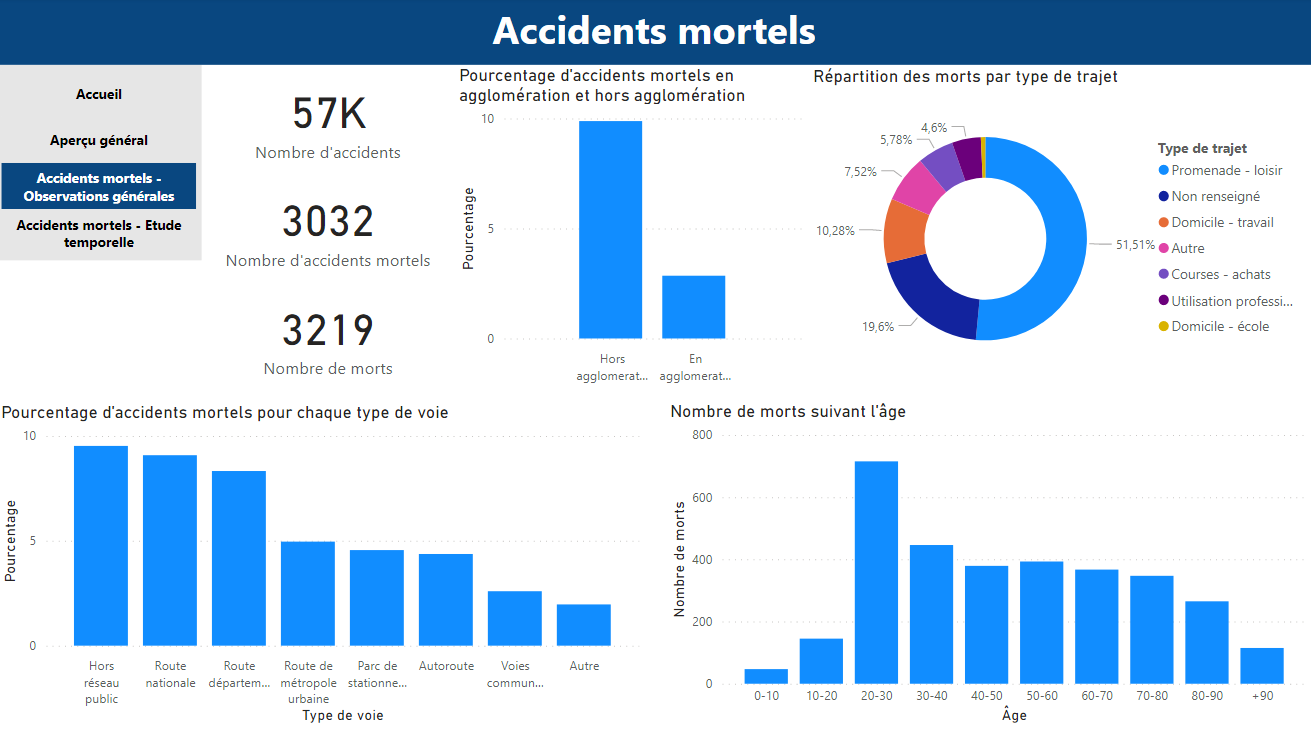 Accidents mortels
Accueil
Aperçu général
Accidents mortels -
Observations générales
Accidents mortels - Etude
temporelle
57K
Nombre d'accidents
3032
Nombre d'accidents mortels
3219
Nombre de morts
Pourcentage d'accidents mortels en
agglomération et hors agglomération
Pourcentage
10
5
0
Hors
agglomerat...
En
agglomerat...
Répartition des morts par type de trajet
4,6%
5,78%
7,52%
10,28%
19,6%
51,51%
Type de trajet
Promenade - loisir
Non renseigné
Domicile - travail
Autre
Courses - achats
Utilisation professi...
Domicile - école
Pourcentage d'accidents mortels pour chaque type de voie
Pourcentage
10
5
0
Hors
réseau
public
Route
nationale
Route
départem...
Route de
métropole
urbaine
Parc de
stationne...
Autoroute
Voies
commun...
Autre
Type de voie
Nombre de morts suivant l'âge
Nombre de morts
800
600
400
200
0
0-10
10-20
20-30
30-40
40-50
50-60
60-70
70-80
80-90
+90
Âge